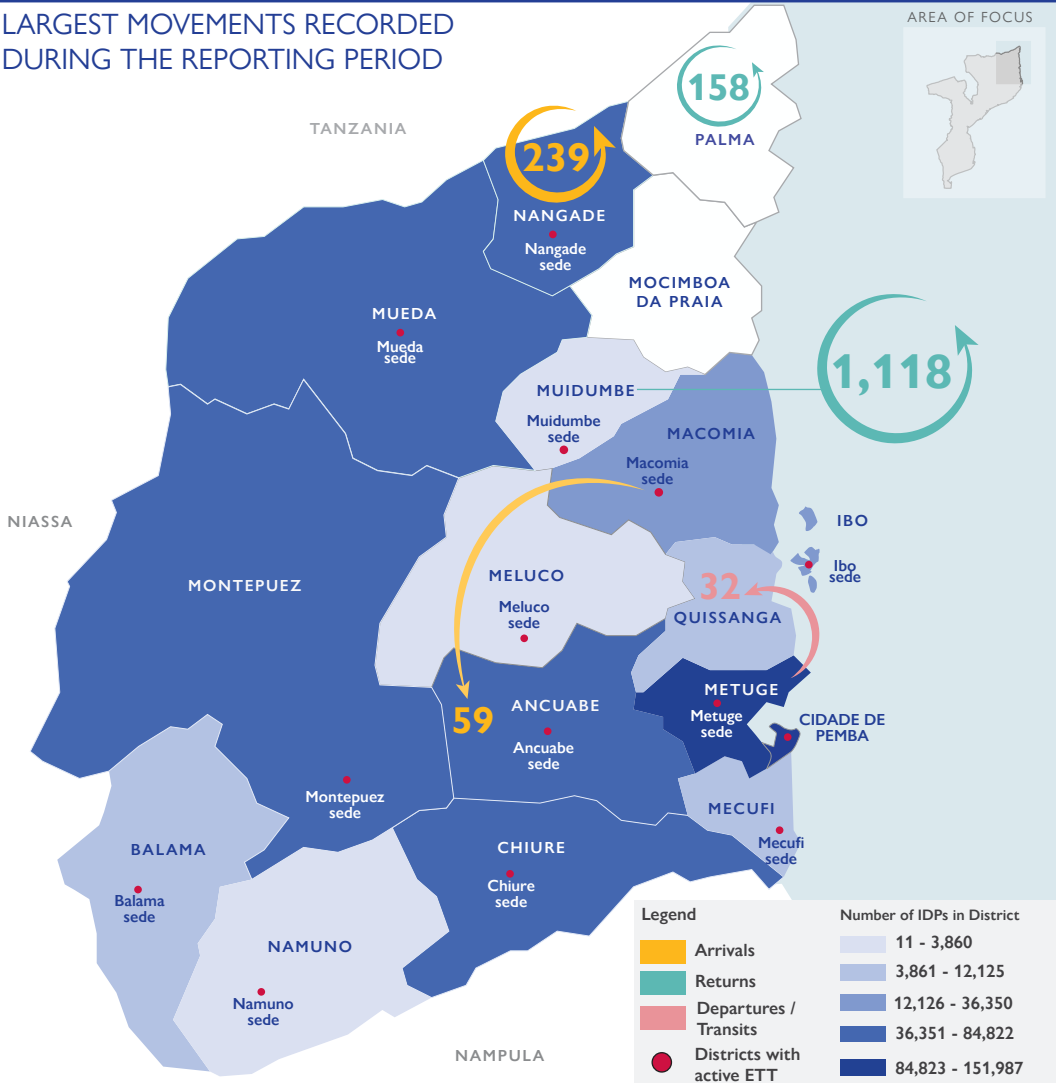 LARGEST MOVEMENTS RECORDED
DURING THE REPORTING PERIOD
AREA OF FOCUS
158
TANZANIA
PALMA
239
NANGADE
Nangade
sede
MOCIMBOA
DA PRAIA
MUEDA
Mueda
sede
1,118
MUIDUMBE
Muidumbe
sede
MACOMIA
Macomia
sede
NIASSA
IBO
Ibo
sede
MONTEPUEZ
MELUCO
Meluco
sede
32
QUISSANGA
METUGE
Metuge
sede
ANCUABE
59
Ancuabe
sede
CIDADE DE
PEMBA
Montepuez
sede
MECUFI
Mecufi
sede
BALAMA
Balama
sede
CHIURE
Chiure
sede
NAMUNO
Namuno
sede
NAMPULA
Legend
Arrivals
Returns
Departures /
Transits
Districts with
active ETT
Number of IDPs in District
11 - 3,860
3,861 - 12,125
12,126 - 36,350
36,351 - 84,822
84,823 - 151,987